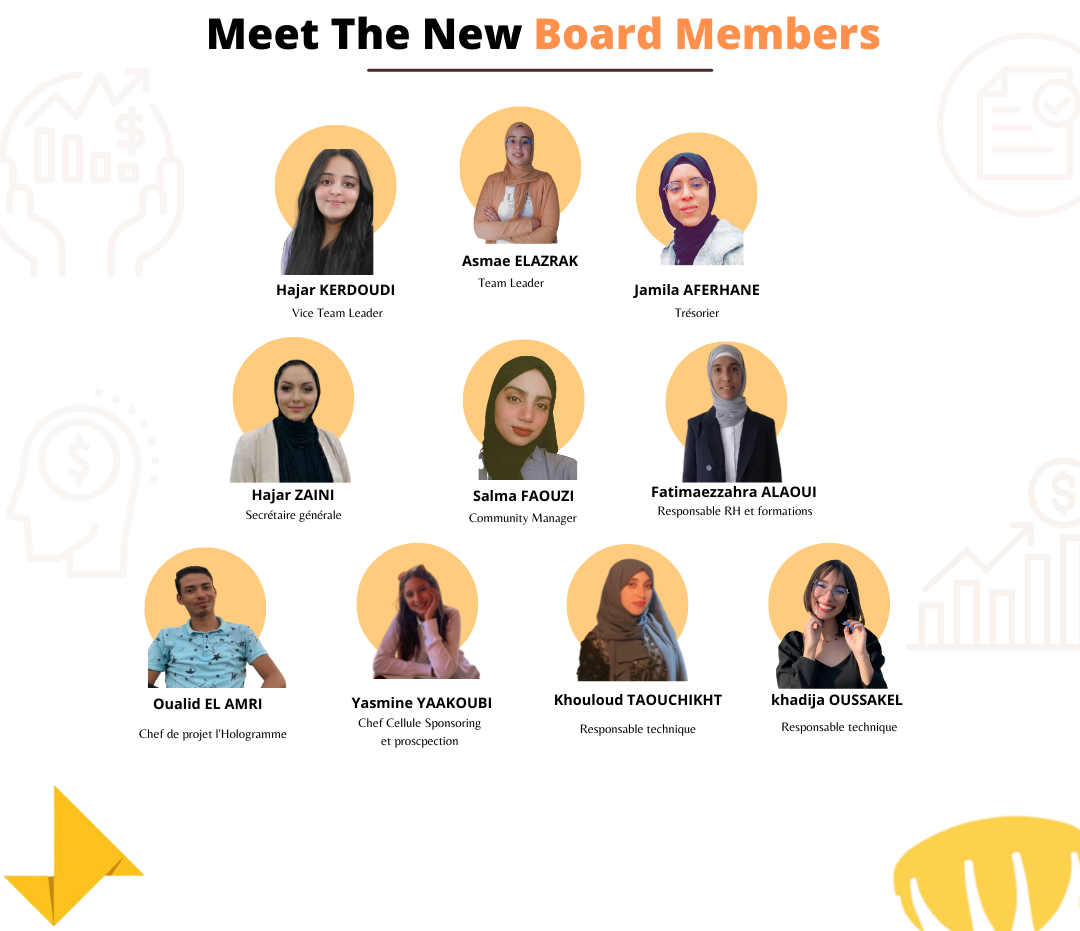 Meet The New Board Members
Asmae ELAZRAK
Team Leader
Hajar KERDOUDI
Vice Team Leader
Jamila AFERHANE
Trésorier
Hajar ZAINI
Secrétaire générale
Salma FAOUZI
Community Manager
Fatimaezzahra ALAOUI
Responsable RH et formations
Oualid EL AMRI
Chef de projet l'Hologramme
Yasmine YAAKOUBI
Chef Cellule Sponsoring
et proscpection
Khouloud TAOUCHIKHT
Responsable technique
khadija OUSSAKEL
Responsable technique